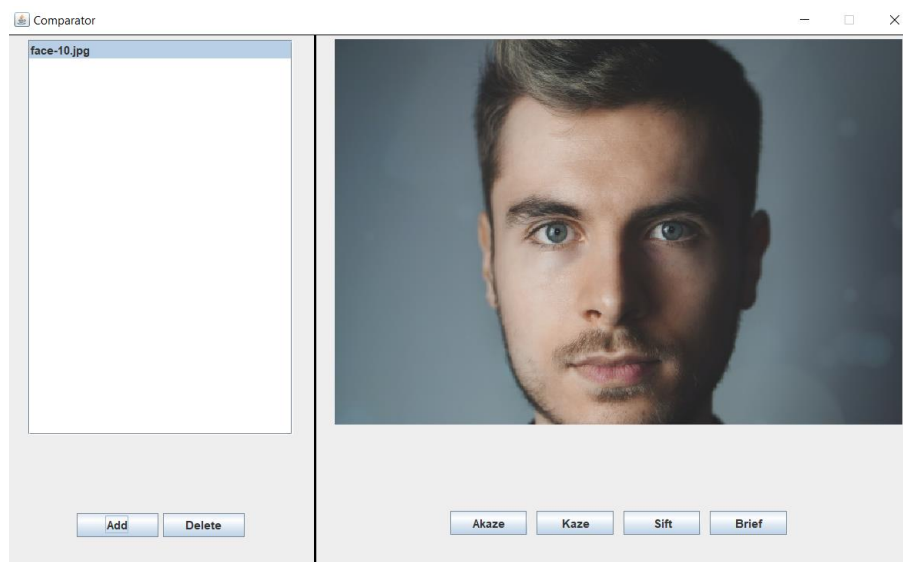 Comparator
face-10.jpg
Add Delete
Akaze Kaze Sift Brief